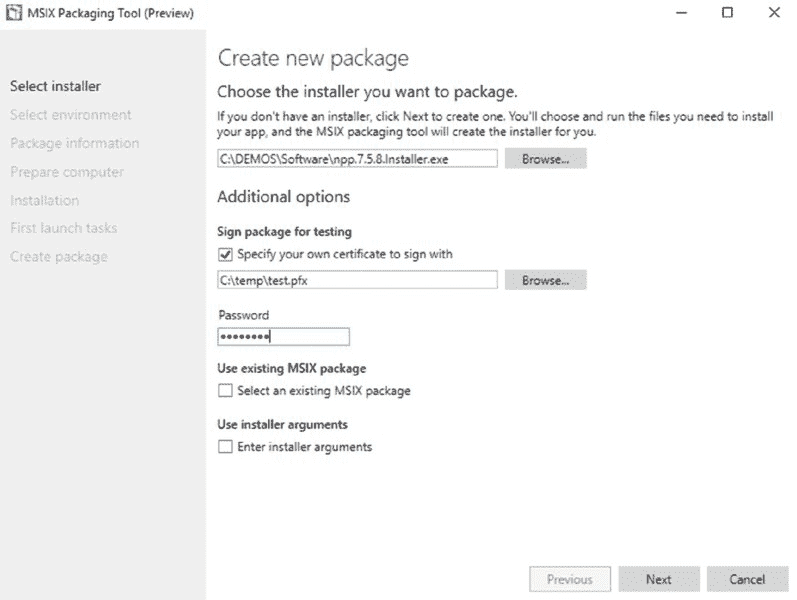 MSIX Packaging Tool (Preview)
Select installer
Select environment
Package information
Prepare computer
Installation
First launch tasks
Create package
Create new package
Choose the installer you want to package.
If you don't have an installer, click Next to create one. You'll choose and run the files you need to install
your app, and the MSIX packaging tool will create the installer for you.
C:\DEMOS\Software\npp.7.5.8.Installer.exe
Browse...
Additional options
Sign package for testing
Specify your own certificate to sign with
C:\temp\test.pfx
Browse...
Password
••••••••
Use existing MSIX package
Select an existing MSIX package
Use installer arguments
Enter installer arguments
Previous
Next
Cancel